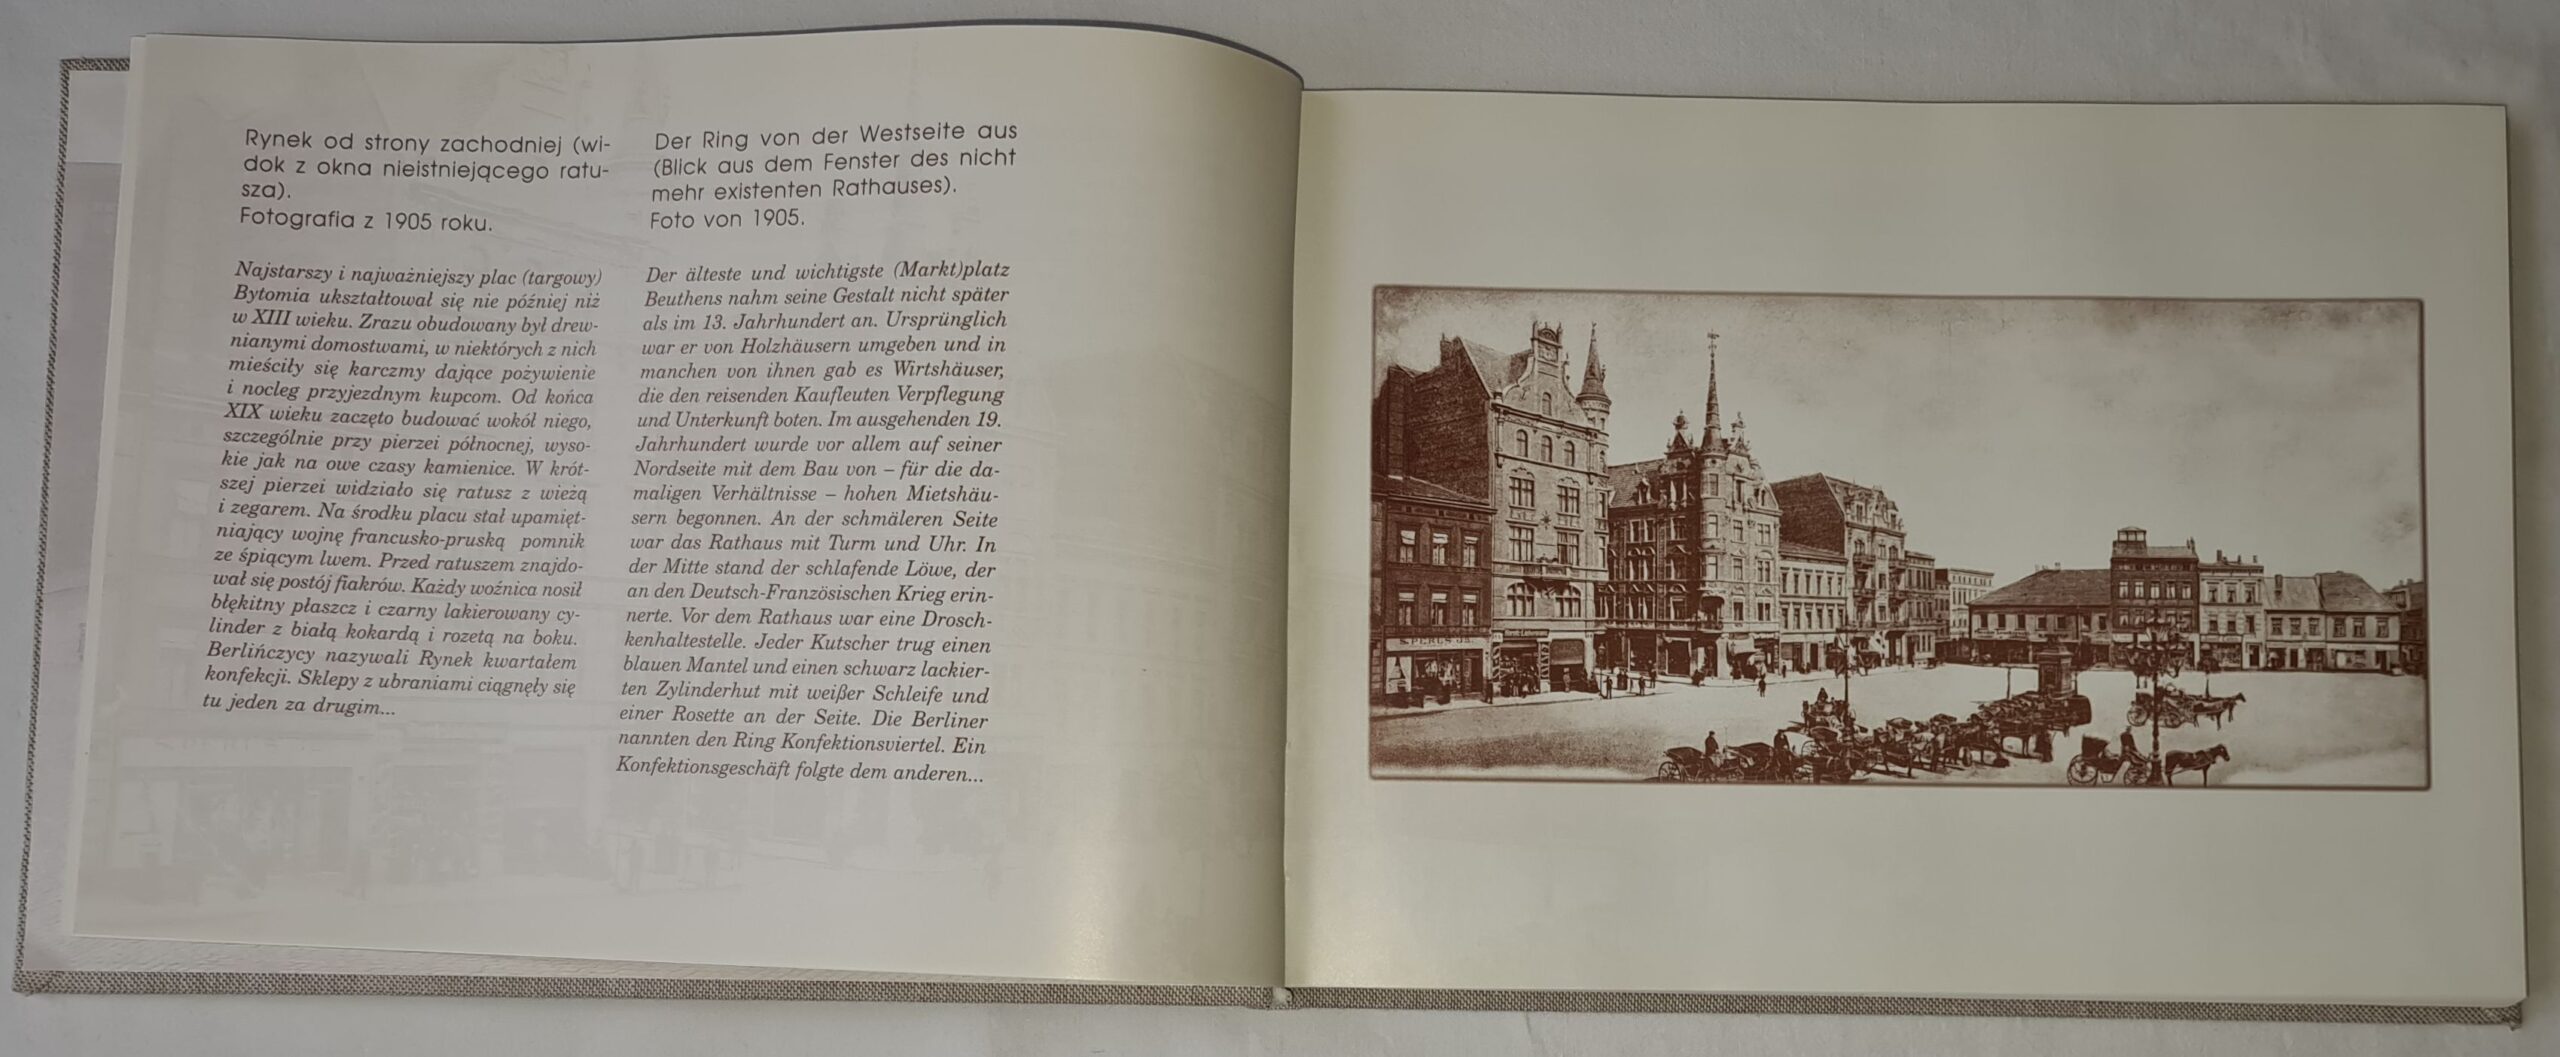 Rynek od strony zachodniej (wi-
dok z okna nieistniejącego ratu-
sza).
Fotografia z 1905 roku.
Najstarszy i najważniejszy plac (targowy)
Bytomia ukształtował się nie później niż
w XIII wieku. Zrazu obudowany był drew-
nianymi domostwami, w niektórych z nich
mieściły się karczmy dające pożywienie
i nocleg przyjezdnym kupcom. Od końca
XIX wieku zaczęto budować wokół niego,
szczególnie przy pierzei północnej, wyso-
kie jak na owe czasy kamienice. W krót-
szej pierzei widziało się ratusz z wieżą
i zegarem. Na środku placu stał upamięt-
niający wojnę francusko-pruską pomnik
ze śpiącym lwem. Przed ratuszem znajdo-
wał się postój fiakrów. Każdy woźnica nosił
błękitny płaszcz i czarny lakierowany cy-
linder z białą kokardą i rozetą na boku.
Berlińczycy nazywali Rynek kwartałem
konfekcji. Sklepy z ubraniami ciągnęły się
tu jeden za drugim...
Der Ring von der Westseite aus
(Blick aus dem Fenster des nicht
mehr existenten Rathauses).
Foto von 1905.
Der älteste und wichtigste (Markt)platz
Beuthens nahm seine Gestalt nicht später
als im 13. Jahrhundert an. Ursprünglich
war er von Holzhäusern umgeben und in
manchen von ihnen gab es Wirtshäuser,
die den reisenden Kaufleuten Verpflegung
und Unterkunft boten. Im ausgehenden 19.
Jahrhundert wurde vor allem auf seiner
Nordseite mit dem Bau von – für die da-
maligen Verhältnisse – hohen Mietshäu-
sern begonnen. An der schmäleren Seite
war das Rathaus mit Turm und Uhr. In
der Mitte stand der schlafende Löwe, der
an den Deutsch-Französischen Krieg erin-
nerte. Vor dem Rathaus war eine Drosch-
kenhaltestelle. Jeder Kutscher trug einen
blauen Mantel und einen schwarz lackier-
ten Zylinderhut mit weißer Schleife und
einer Rosette an der Seite. Die Berliner
nannten den Ring Konfektionsviertel. Ein
Konfektionsgeschäft folgte dem anderen...